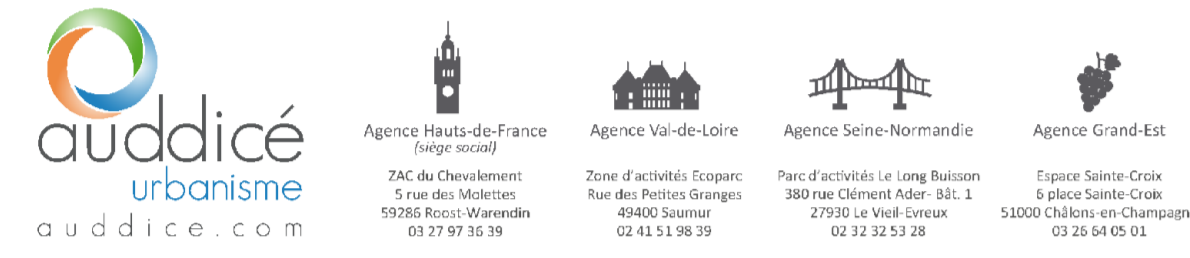 auddicé
urbanisme
auddice.com
Agence Hauts-de-France
(siège social)
ZAC du Chevalement
5 rue des Molettes
59286 Roost-Warendin
03 27 97 36 39
Agence Val-de-Loire
Zone d'activités Ecoparc
Rue des Petites Granges
49400 Saumur
02 41 51 98 39
Agence Seine-Normandie
Parc d'activités Le Long Buisson
380 rue Clément Ader- Bât. 1
27930 Le Vieil-Evreux
02 32 32 53 28
Agence Grand-Est
Espace Sainte-Croix
6 place Sainte-Croix
51000 Châlons-en-Champagn
03 26 64 05 01